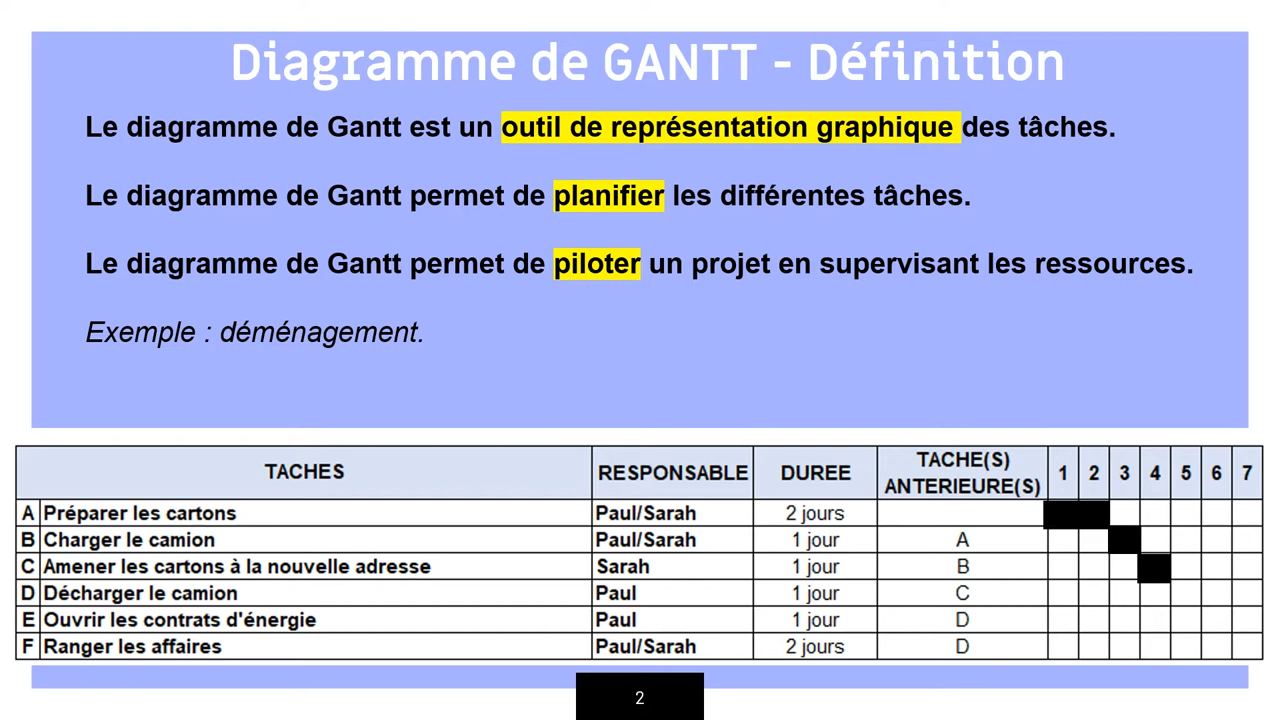 Diagramme de GANTT - Définition
Le diagramme de Gantt est un outil de représentation graphique des tâches.
Le diagramme de Gantt permet de planifier les différentes tâches.
Le diagramme de Gantt permet de piloter un projet en supervisant les ressources.
Exemple : déménagement.
TACHES RESPONSABLE DUREE TACHE(S) ANTERIEURE(S) 1 2 3 4 5 6 7
A Préparer les cartons Paul/Sarah 2 jours
B Charger le camion Paul/Sarah 1 jour A
C Amener les cartons à la nouvelle adresse Sarah 1 jour B
D Décharger le camion Paul 1 jour C
E Ouvrir les contrats d'énergie Paul 1 jour D
F Ranger les affaires Paul/Sarah 2 jours D
2